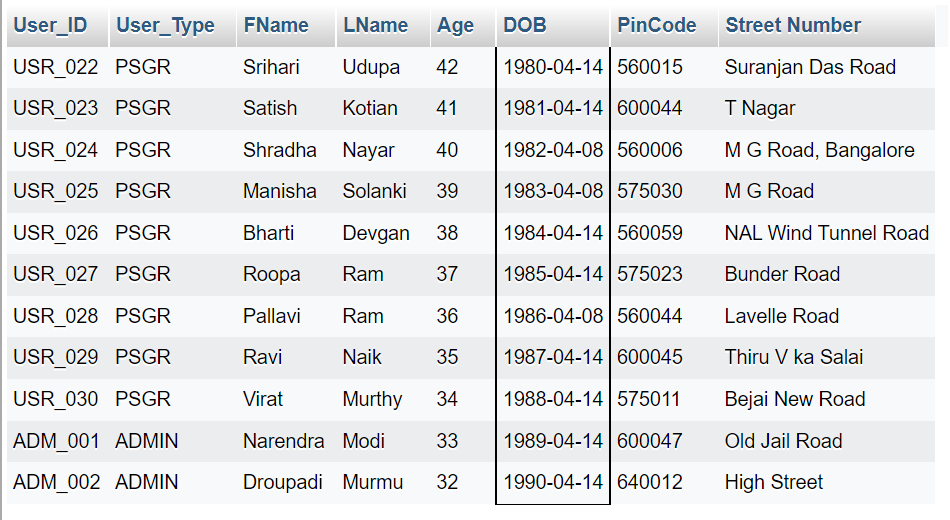 User_ID User_Type FName LName Age DOB PinCode Street Number
USR_022 PSGR Srihari Udupa 42 1980-04-14 560015 Suranjan Das Road
USR_023 PSGR Satish Kotian 41 1981-04-14 600044 T Nagar
USR_024 PSGR Shradha Nayar 40 1982-04-08 560006 M G Road, Bangalore
USR_025 PSGR Manisha Solanki 39 1983-04-08 575030 M G Road
USR_026 PSGR Bharti Devgan 38 1984-04-14 560059 NAL Wind Tunnel Road
USR_027 PSGR Roopa Ram 37 1985-04-14 575023 Bunder Road
USR_028 PSGR Pallavi Ram 36 1986-04-08 560044 Lavelle Road
USR_029 PSGR Ravi Naik 35 1987-04-14 600045 Thiru V ka Salai
USR_030 PSGR Virat Murthy 34 1988-04-14 575011 Bejai New Road
ADM_001 ADMIN Narendra Modi 33 1989-04-14 600047 Old Jail Road
ADM_002 ADMIN Droupadi Murmu 32 1990-04-14 640012 High Street